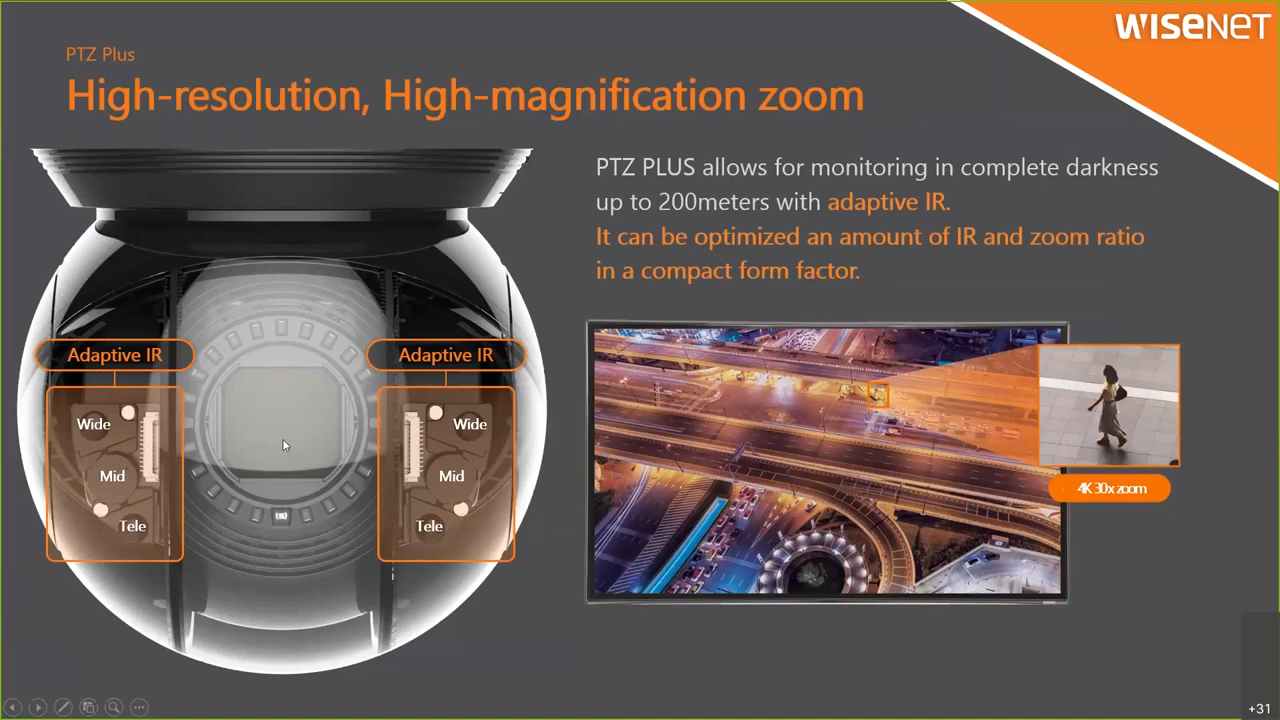 WISENET
PTZ Plus
High-resolution, High-magnification zoom
PTZ PLUS allows for monitoring in complete darkness
up to 200meters with adaptive IR.
It can be optimized an amount of IR and zoom ratio
in a compact form factor.
Adaptive IR
Adaptive IR
Wide
Mid
Tele
Wide
Mid
Tele
4K 30x zoom
+31